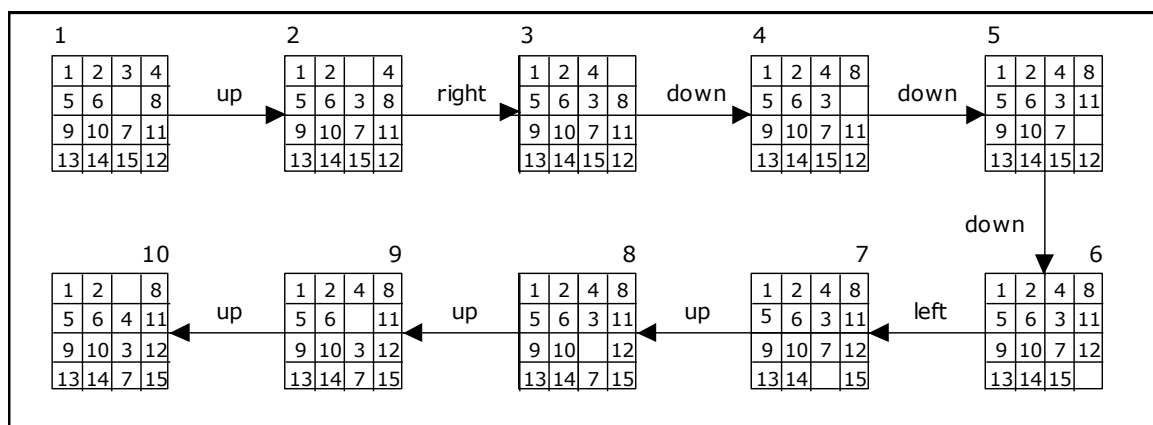 1 2 3 4 5
1 2 3 4 1 2 4 1 2 4 1 2 4 8 1 2 4 8
5 6 8 up 5 6 3 8 right 5 6 3 8 down 5 6 3 down 5 6 3 11
9 10 7 11 9 10 7 11 9 10 7 11 9 10 7 11 9 10 7
13 14 15 12 13 14 15 12 13 14 15 12 13 14 15 12 13 14 15 12
down
10 9 8 7 6
1 2 8 1 2 4 8 1 2 4 8 1 2 4 8 1 2 4 8
5 6 4 11 up 5 6 11 up 5 6 3 11 up 5 6 3 11 left 5 6 3 11
9 10 3 12 9 10 3 12 9 10 12 9 10 7 12 9 10 7 12
13 14 7 15 13 14 7 15 13 14 7 15 13 14 15 13 14 15